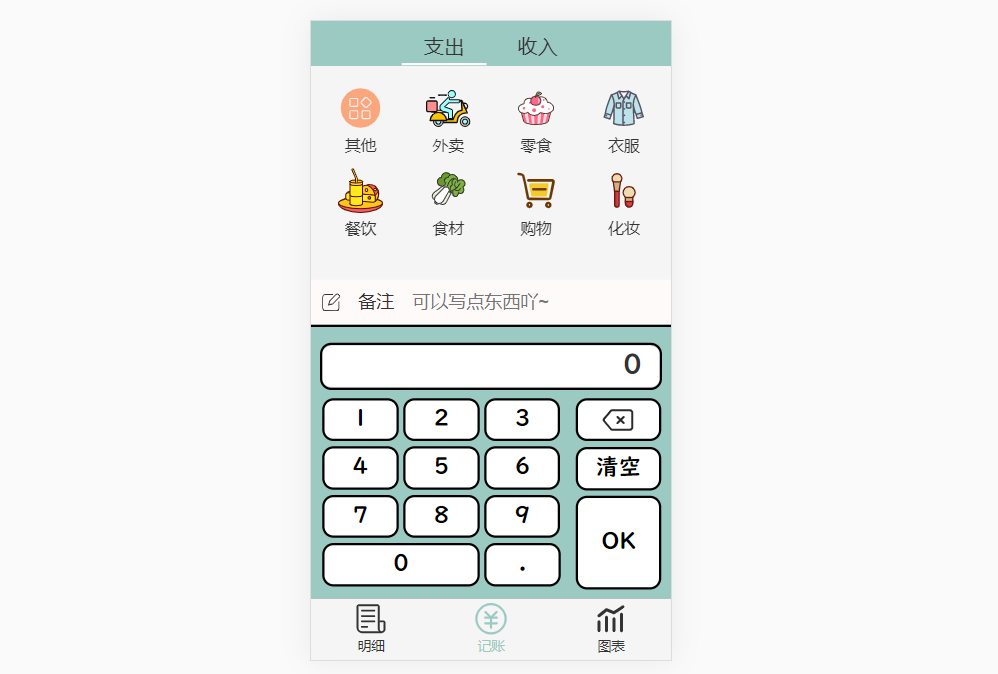 支出 收入
其他 外卖 零食 衣服
餐饮 食材 购物 化妆
备注 可以写点东西吖~
0
1 2 3
4 5 6 清空
7 8 9
OK
0 .
明细 记账 图表